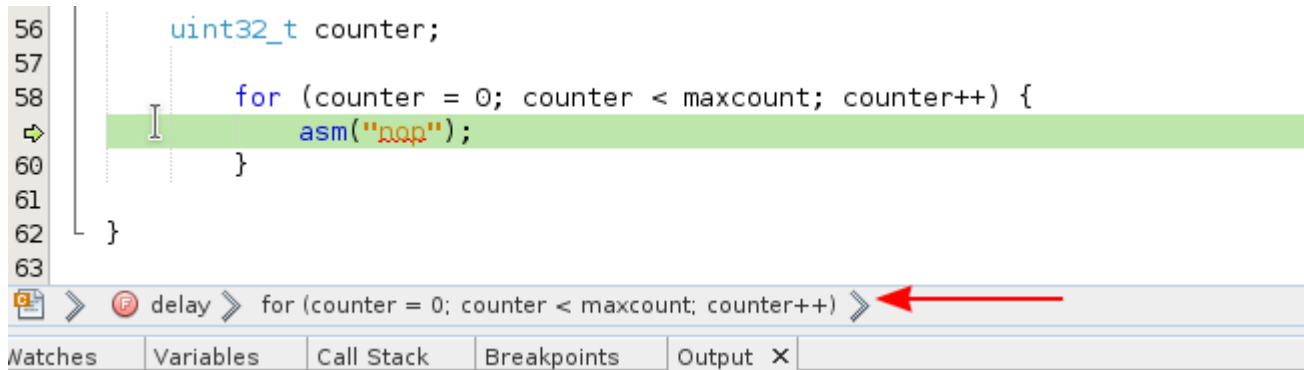 56 uint32_t counter;
57
58 for (counter = 0; counter < maxcount; counter++) {
asm("nop");
60 }
61
62 }
63
C F delay for (counter = 0; counter < maxcount; counter++)
Watches Variables Call Stack Breakpoints Output X